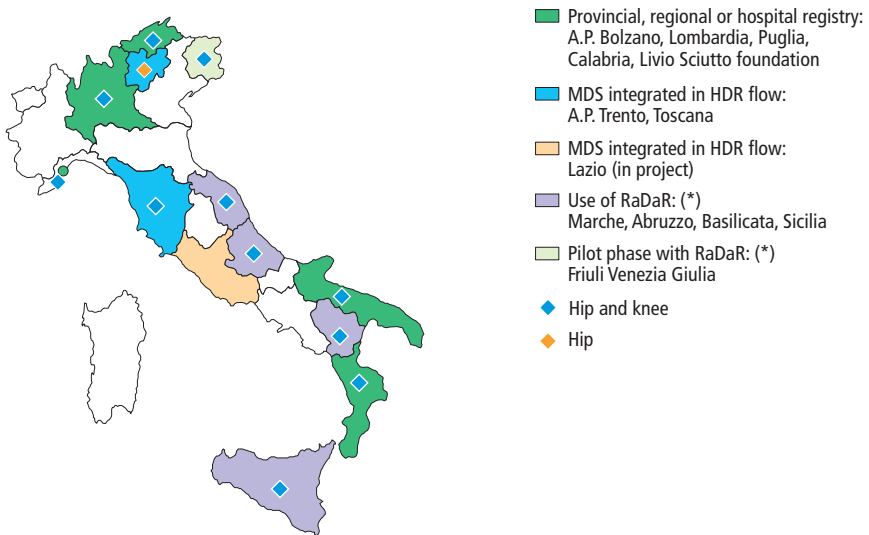 Provincial, regional or hospital registry:
A.P. Bolzano, Lombardia, Puglia,
Calabria, Livio Sciutto foundation
MDS integrated in HDR flow:
A.P. Trento, Toscana
MDS integrated in HDR flow:
Lazio (in project)
Use of RaDaR: (*)
Marche, Abruzzo, Basilicata, Sicilia
Pilot phase with RaDaR: (*)
Friuli Venezia Giulia
Hip and knee
Hip